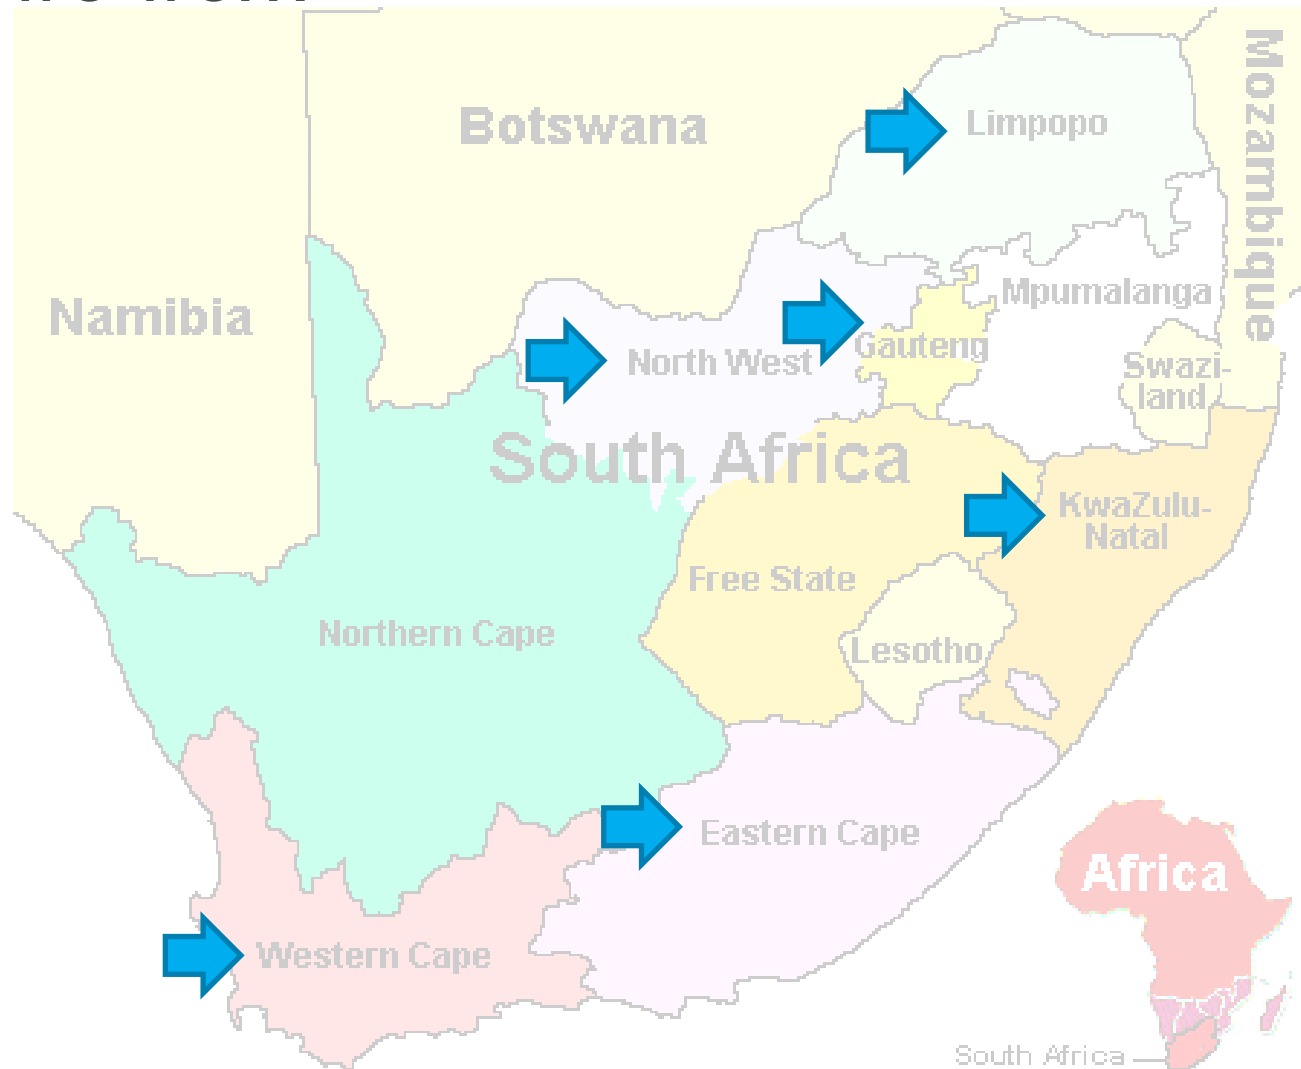 Botswana
Limpopo
Mozambique
Namibia
Mpumalanga
North West
Gauteng
Swazi-
land
South Africa
KwaZulu-
Natal
Free State
Northern Cape
Lesotho
Eastern Cape
Africa
Western Cape
South Africa